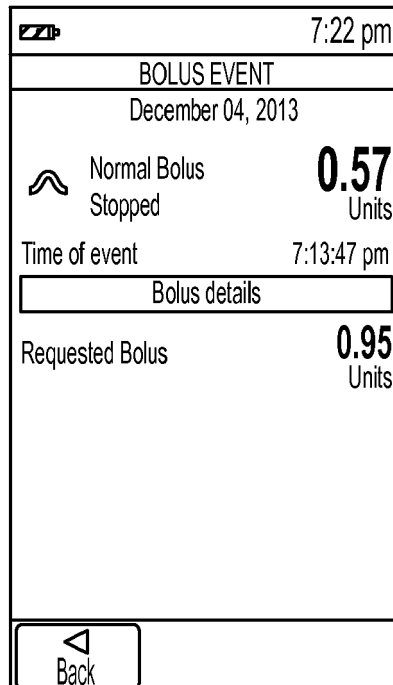 7:22 pm
BOLUS EVENT
December 04, 2013
Normal Bolus 0.57
Stopped Units
Time of event 7:13:47 pm
Bolus details
Requested Bolus 0.95
Units
Back